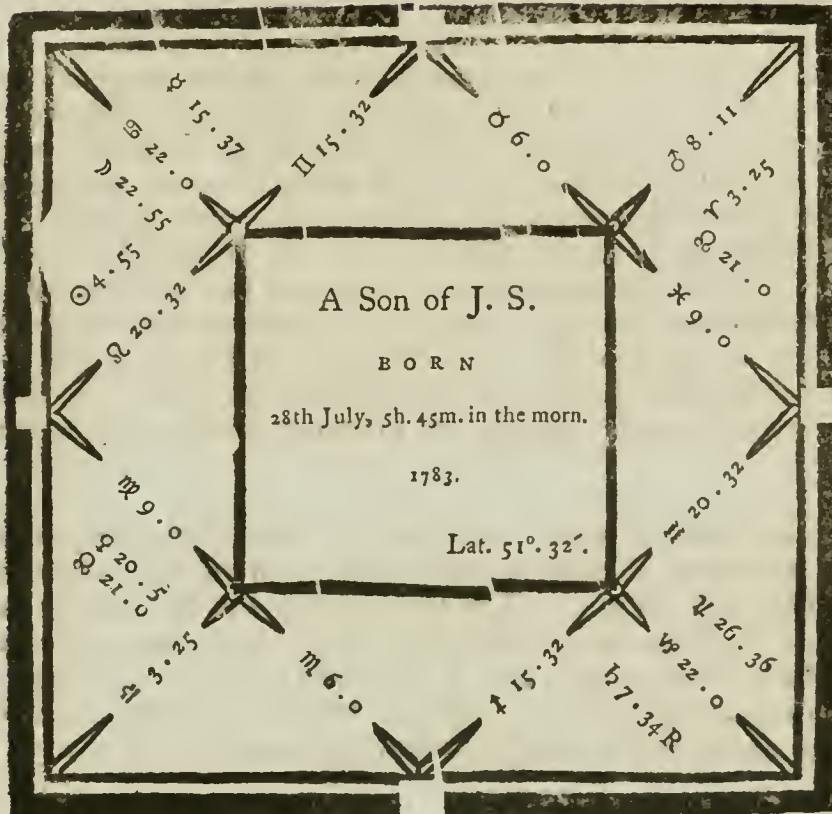 ☿ 15 . 37
♋ 22 . 0
☽ 22 . 55
☉ 4 . 55
♌ 20 . 32
♊ 15 . 32
♉ 6 . 0
♂ 8 . 11
♈ 3 . 25
☋ 21 . 0
♓ 9 . 0
A Son of J. S.
BORN
28th July, 5h. 45m. in the morn.
1783.
Lat. 51°. 32′.
♍ 9 . 0
♀ 20 . 5
☊ 21 . 0
♎ 3 . 25
♏ 6 . 0
♐ 15 . 32
♄ 7 . 34 R
♑ 22 . 0
♃ 26 . 36
♒ 20 . 32